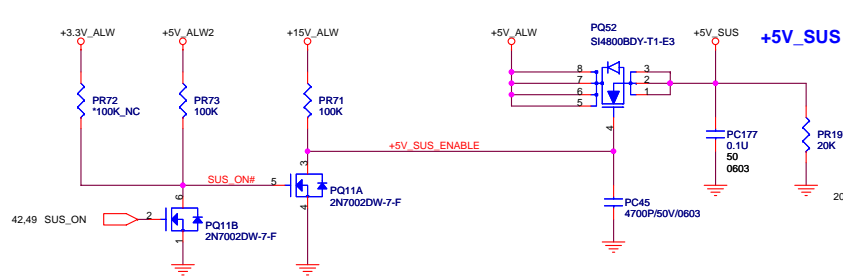 +3.3V_ALW
+5V_ALW2
+15V_ALW
+5V_ALW
PQ52
SI4800BDY-T1-E3
+5V_SUS
+5V_SUS
8
7
6
5
3
2
1
4
PR72
*100K_NC
PR73
100K
PR71
100K
PC177
0.1U
50
0603
PR19
20K
+5V_SUS_ENABLE
SUS_ON#
5
3
4
PQ11A
2N7002DW-7-F
PC45
4700P/50V/0603
20
42,49 SUS_ON
2
6
1
PQ11B
2N7002DW-7-F